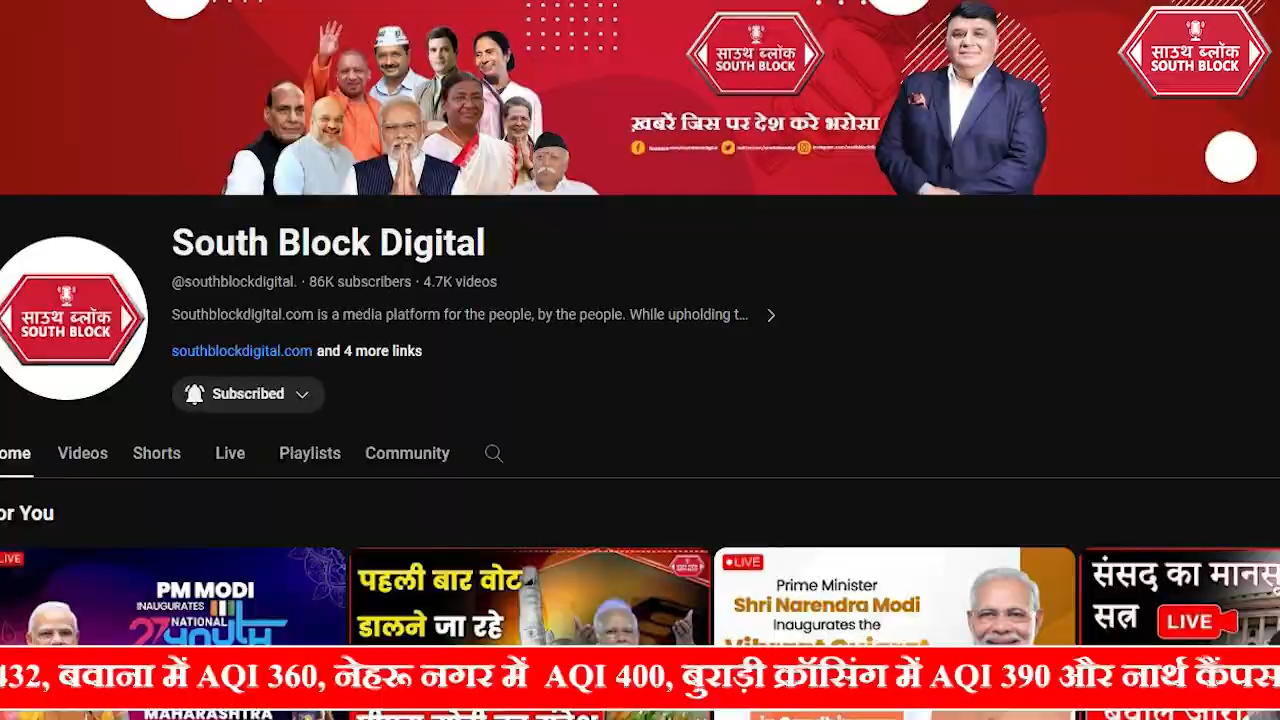 साउथ ब्लॉक
SOUTH BLOCK
साउथ ब्लॉक
SOUTH BLOCK
ख़बरें जिस पर देश करे भरोसा
South Block Digital
@southblockdigital. · 86K subscribers · 4.7K videos
Southblockdigital.com is a media platform for the people, by the people. While upholding t...
southblockdigital.com and 4 more links
साउथ ब्लॉक
SOUTH BLOCK
Subscribed
ome Videos Shorts Live Playlists Community
or You
LIVE
PM MODI
INAUGURATES
NATIONAL
27
पहली बार वोट
डालने जा रहे
LIVE
Prime Minister
Shri Narendra Modi
Inaugurates the
Vibrant Gujarat
संसद का मानसू
सत्र LIVE
432, बवाना में AQI 360, नेहरू नगर में AQI 400, बुराड़ी क्रॉसिंग में AQI 390 और नार्थ कैंपस
MAHARASHTRA